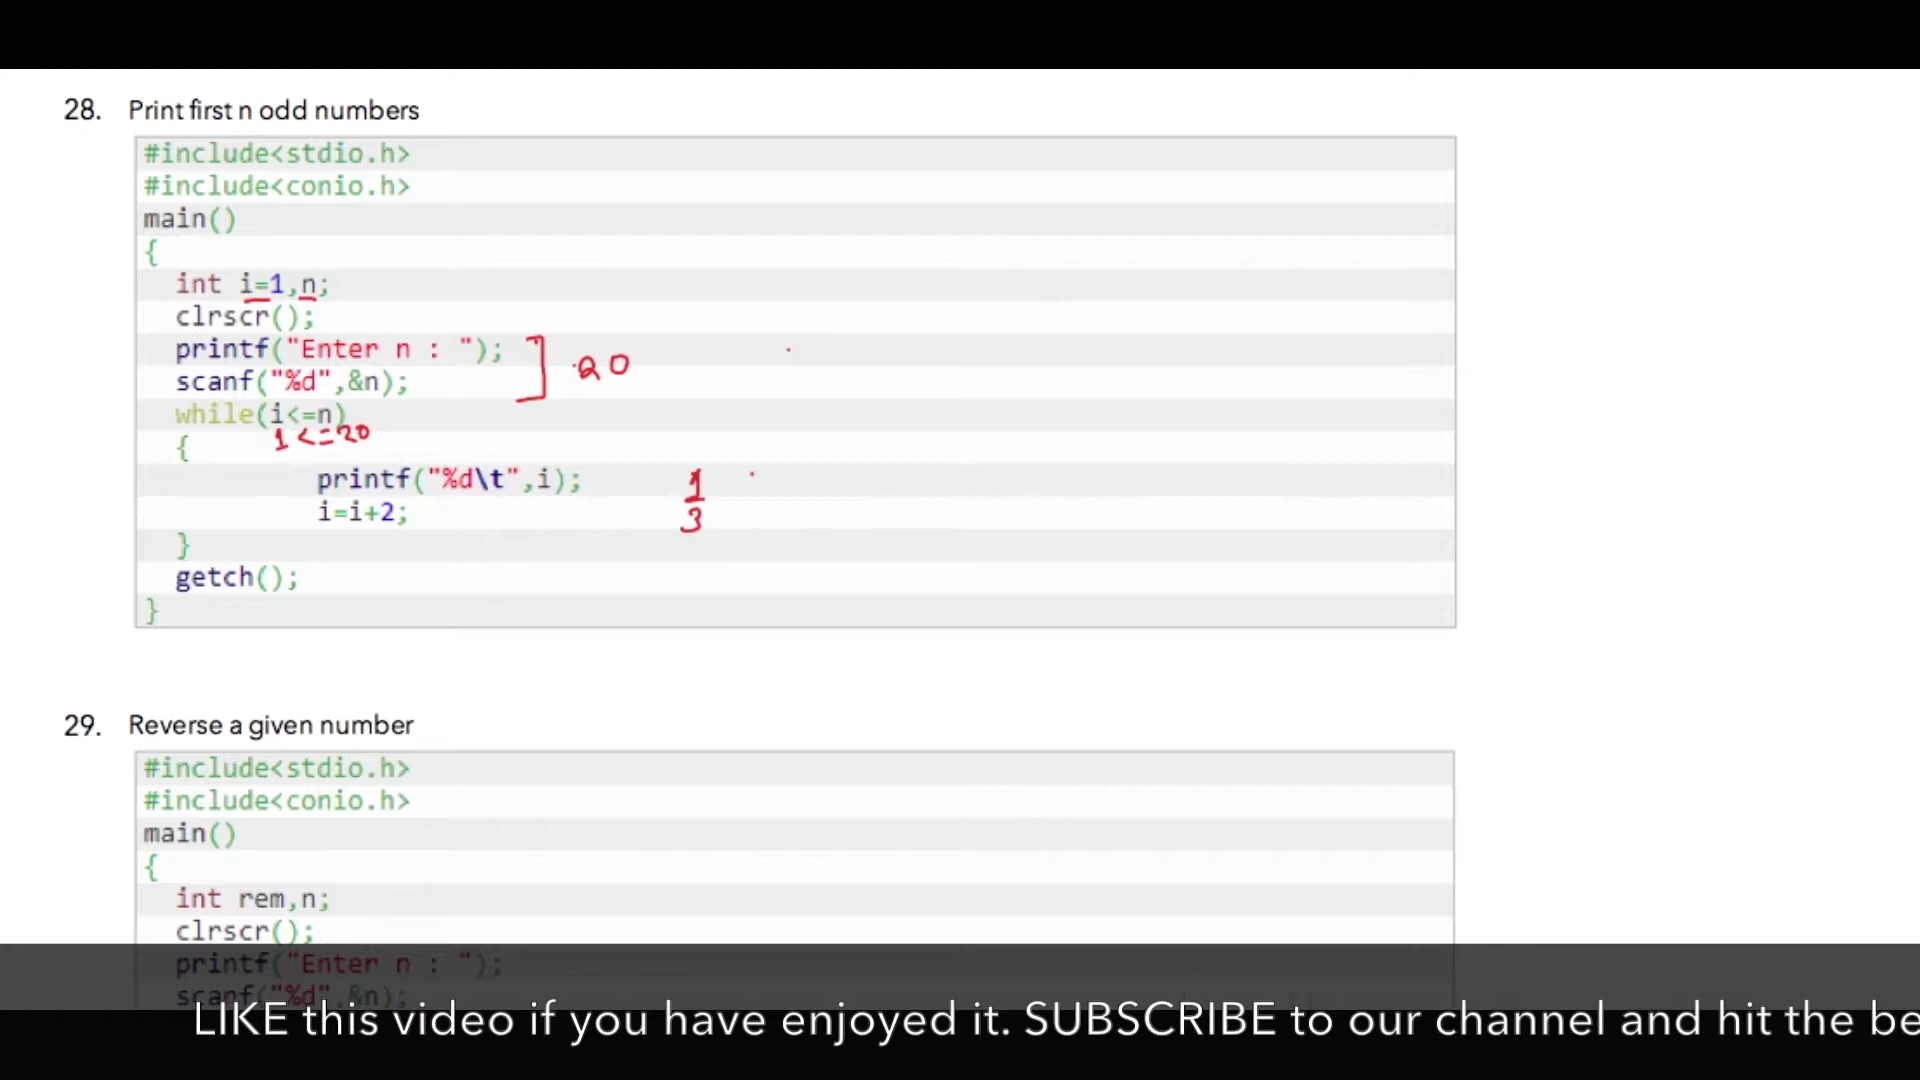 28. Print first n odd numbers
#include<stdio.h>
#include<conio.h>
main()
{
int i=1,n;
clrscr();
printf("Enter n : ");
scanf("%d",&n);
20
while(i<=n)
1<=20
{
printf("%d\t",i);
1
i=i+2;
3
}
getch();
}
29. Reverse a given number
#include<stdio.h>
#include<conio.h>
main()
{
int rem,n;
clrscr();
printf("Enter n : ");
scanf("%d",&n);
LIKE this video if you have enjoyed it. SUBSCRIBE to our channel and hit the be